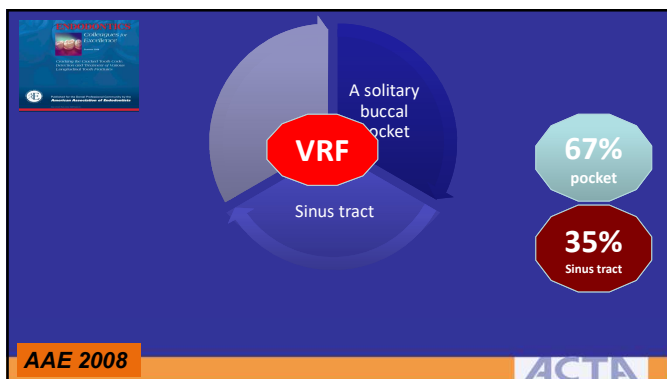 ENDODONTICS
Colleagues for
Excellence
American Association of Endodontists
A solitary
buccal
pocket
VRF
Sinus tract
67%
pocket
35%
Sinus tract
AAE 2008
ACTA